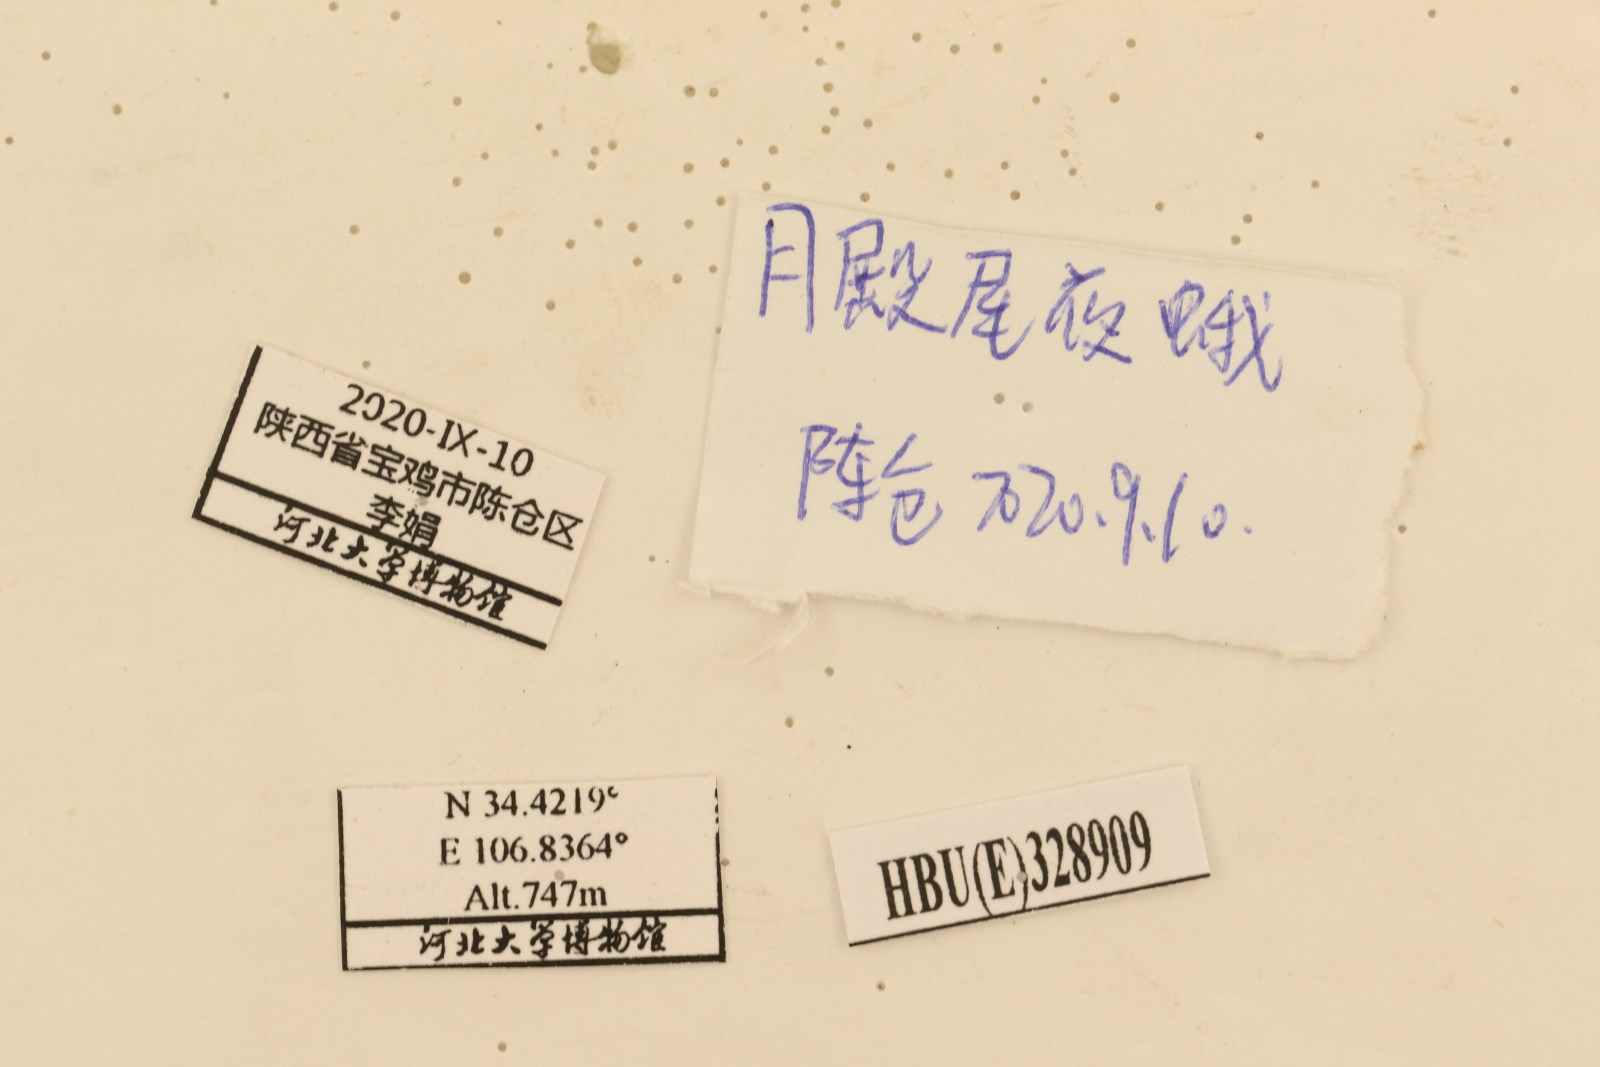 月殿尾夜蛾
陈仓 2020.9.10.
2020-IX-10
陕西省宝鸡市陈仓区
李娟
河北大学博物馆
N 34.4219°
E 106.8364°
Alt.747m
河北大学博物馆
HBU(E)328909